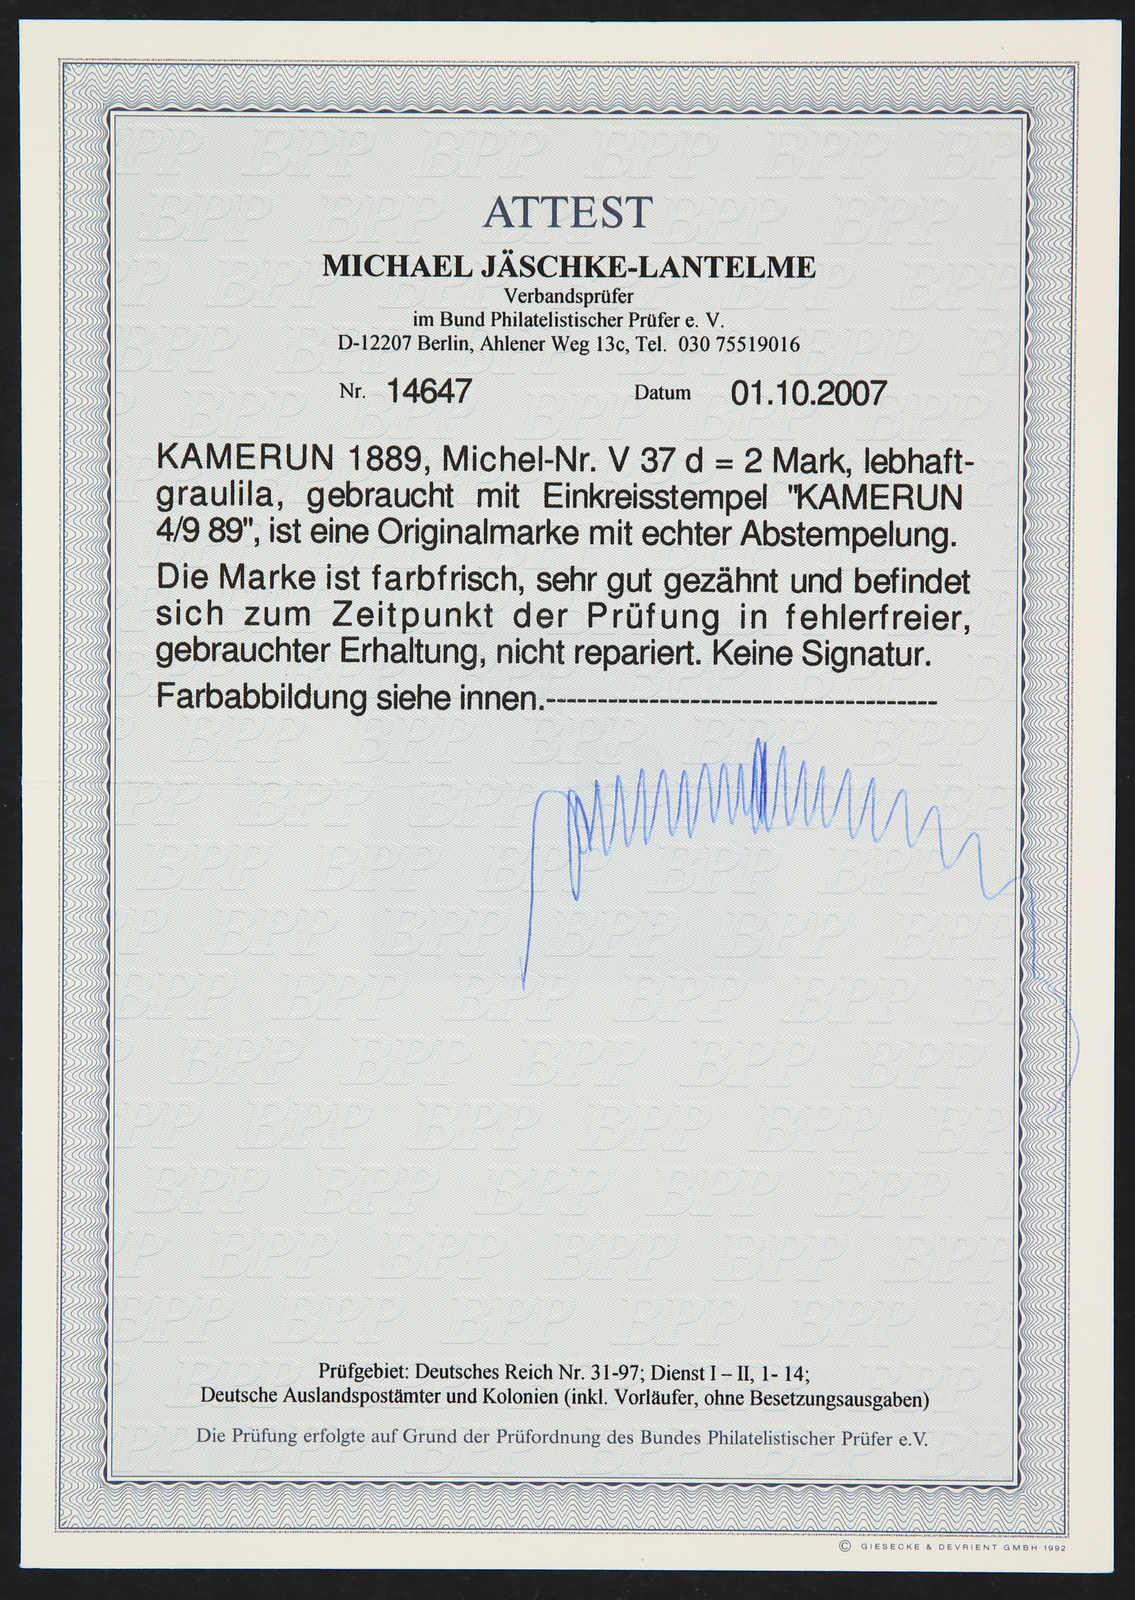 ATTEST
MICHAEL JÄSCHKE-LANTELME
Verbandsprüfer
im Bund Philatelistischer Prüfer e. V.
D-12207 Berlin, Ahlener Weg 13c, Tel. 030 75519016
Nr. 14647 Datum 01.10.2007
KAMERUN 1889, Michel-Nr. V 37 d = 2 Mark, lebhaft-
graulila, gebraucht mit Einkreisstempel "KAMERUN
4/9 89", ist eine Originalmarke mit echter Abstempelung.
Die Marke ist farbfrisch, sehr gut gezähnt und befindet
sich zum Zeitpunkt der Prüfung in fehlerfreier,
gebrauchter Erhaltung, nicht repariert. Keine Signatur.
Farbabbildung siehe innen.--------------------------------------
Prüfgebiet: Deutsches Reich Nr. 31-97; Dienst I – II, 1- 14;
Deutsche Auslandspostämter und Kolonien (inkl. Vorläufer, ohne Besetzungsausgaben)
Die Prüfung erfolgte auf Grund der Prüfordnung des Bundes Philatelistischer Prüfer e.V.
© GIESECKE & DEVRIENT GMBH 1992